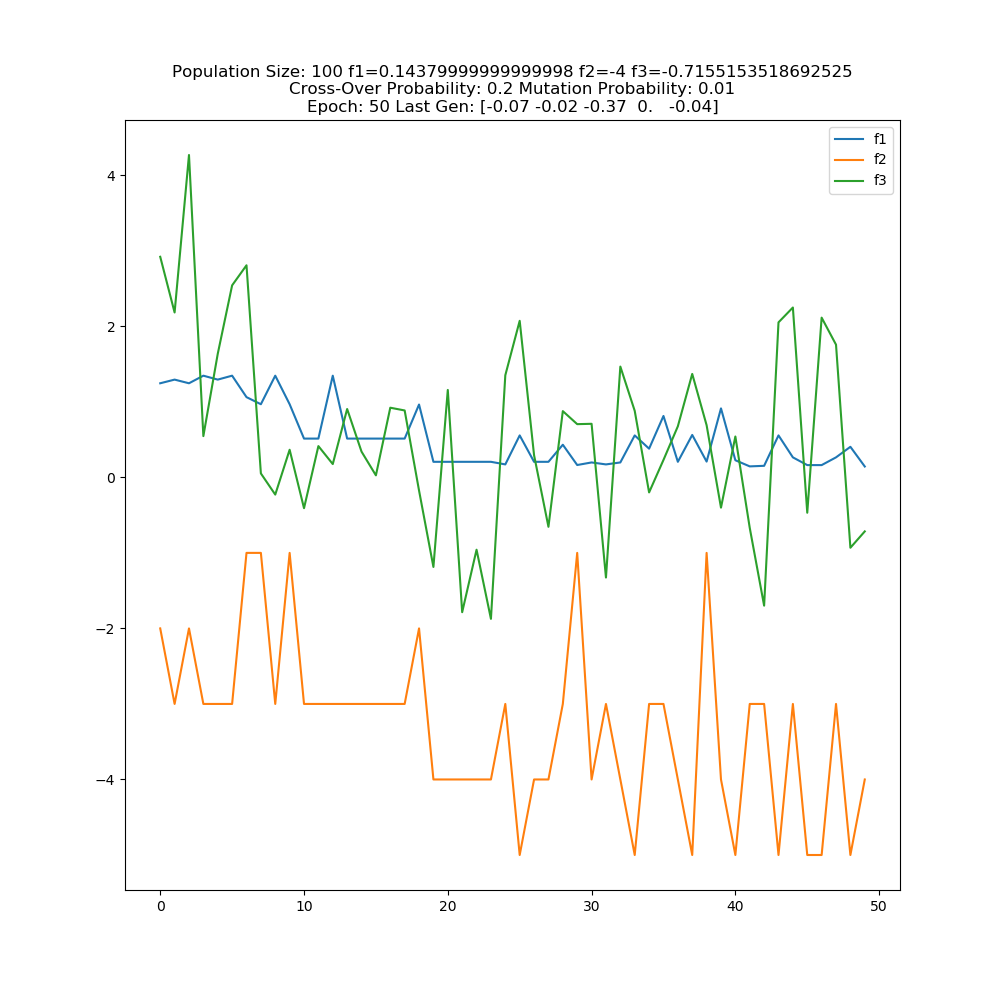 Population Size: 100 f1=0.14379999999999998 f2=-4 f3=-0.7155153518692525
Cross-Over Probability: 0.2 Mutation Probability: 0.01
Epoch: 50 Last Gen: [-0.07 -0.02 -0.37  0.   -0.04]
f1
f2
f3
4
2
0
−2
−4
0 10 20 30 40 50